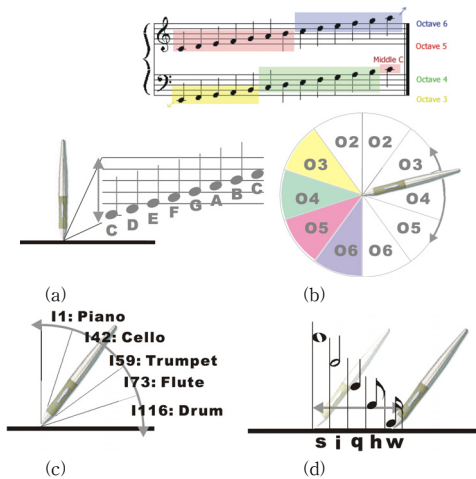 Octave 6
Octave 5
Middle C
Octave 4
Octave 3
C D E F G A B C
(a)
O2 O2
O3 O3
O4 O4
O5 O5
O6 O6
(b)
I1: Piano
I42: Cello
I59: Trumpet
I73: Flute
I116: Drum
(c)
s i q h w
(d)